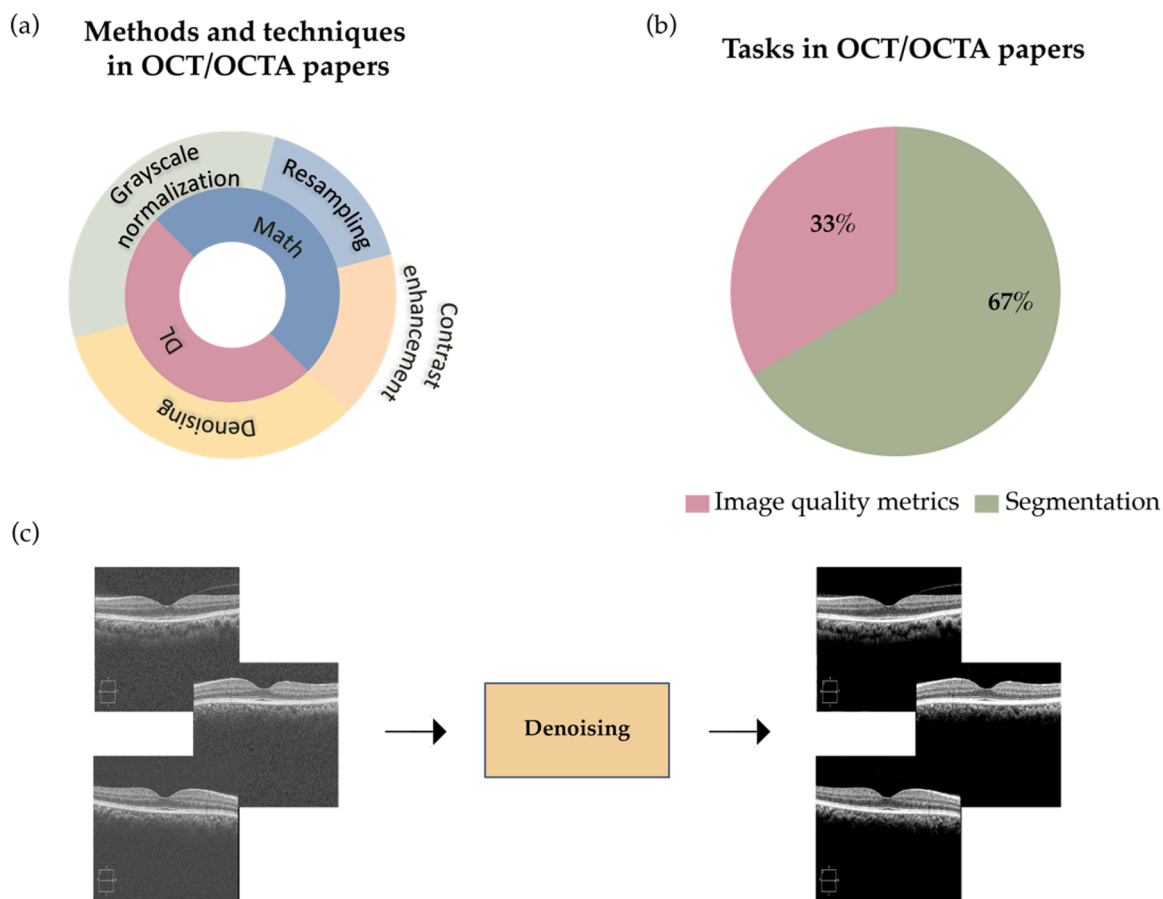 (a)
Methods and techniques
in OCT/OCTA papers
Grayscale
normalization
Resampling
Math
Contrast
enhancement
DL
Denoising
(b)
Tasks in OCT/OCTA papers
33%
67%
Image quality metrics
Segmentation
(c)
Denoising